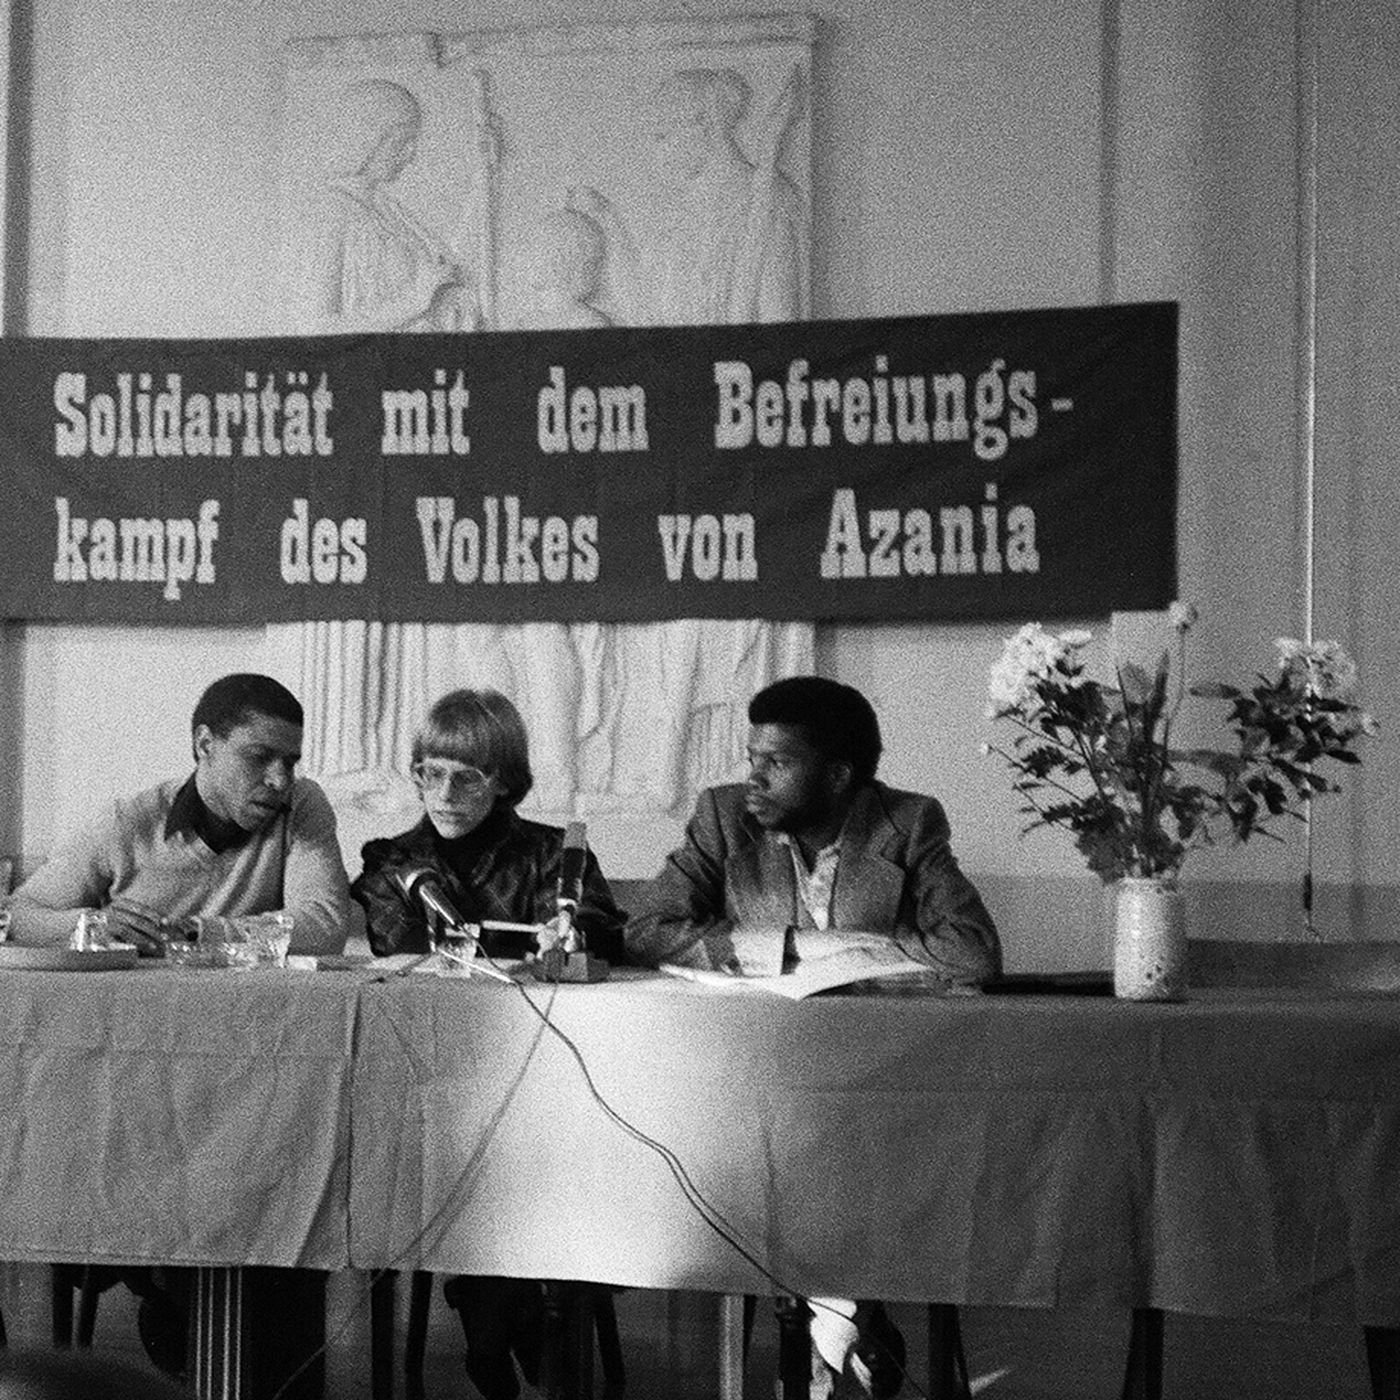 Solidarität mit dem Befreiungs-
kampf des Volkes von Azania